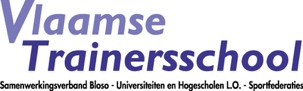 Vlaamse
Trainersschool
Samenwerkingsverband Bloso - Universiteiten en Hogescholen L.O. - Sportfederaties